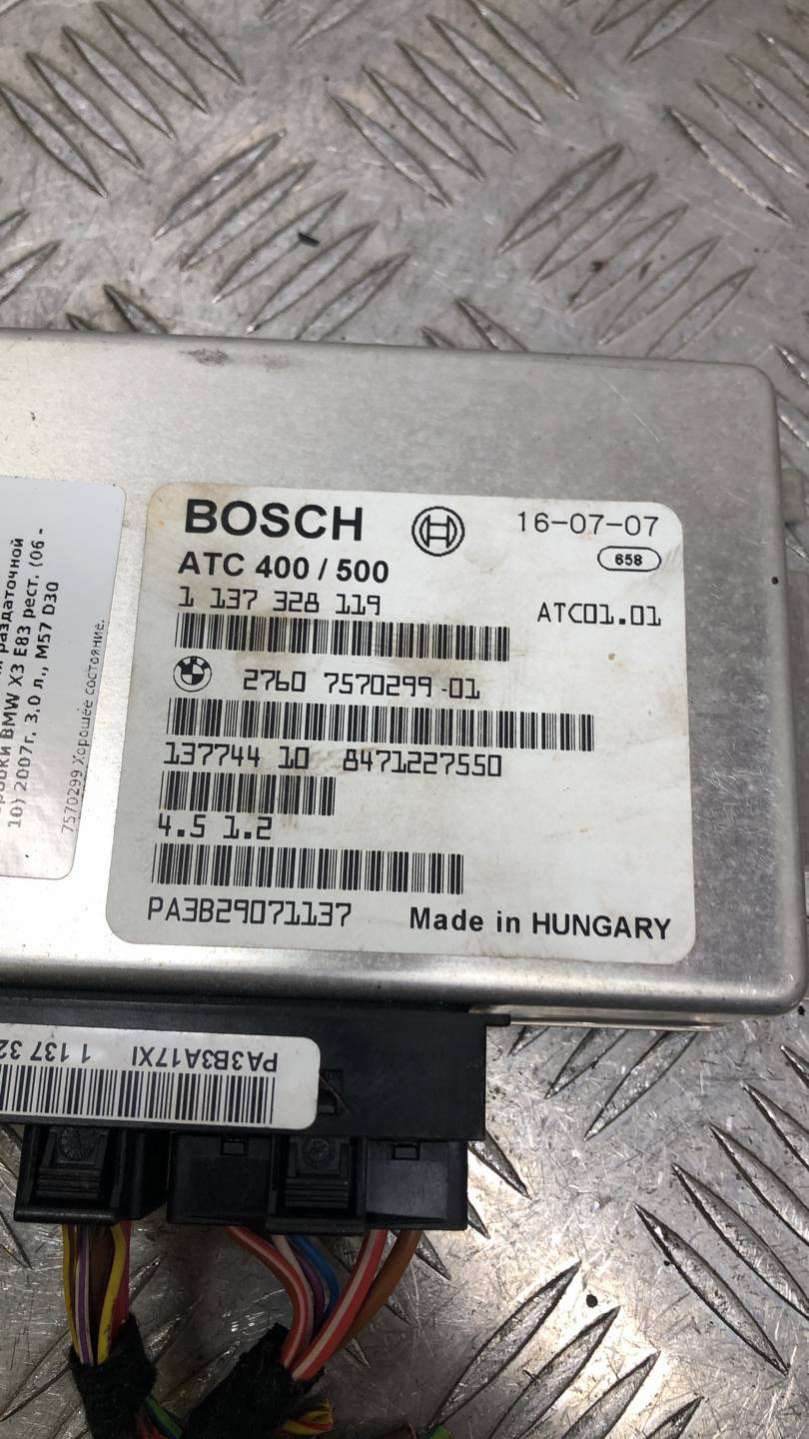 BOSCH
16-07-07
658
ATC 400 / 500
1 137 328 119
ATC01.01
2760 7570299-01
137744 10 8471227550
4.5 1.2
PA3B29071137
Made in HUNGARY
раздаточной
BMW X3 E83 рест. (06 -
10) 2007г, 3.0 л., M57 D30
7570299 Хорошее состояние.
PA3B3A17XI 1 137 32